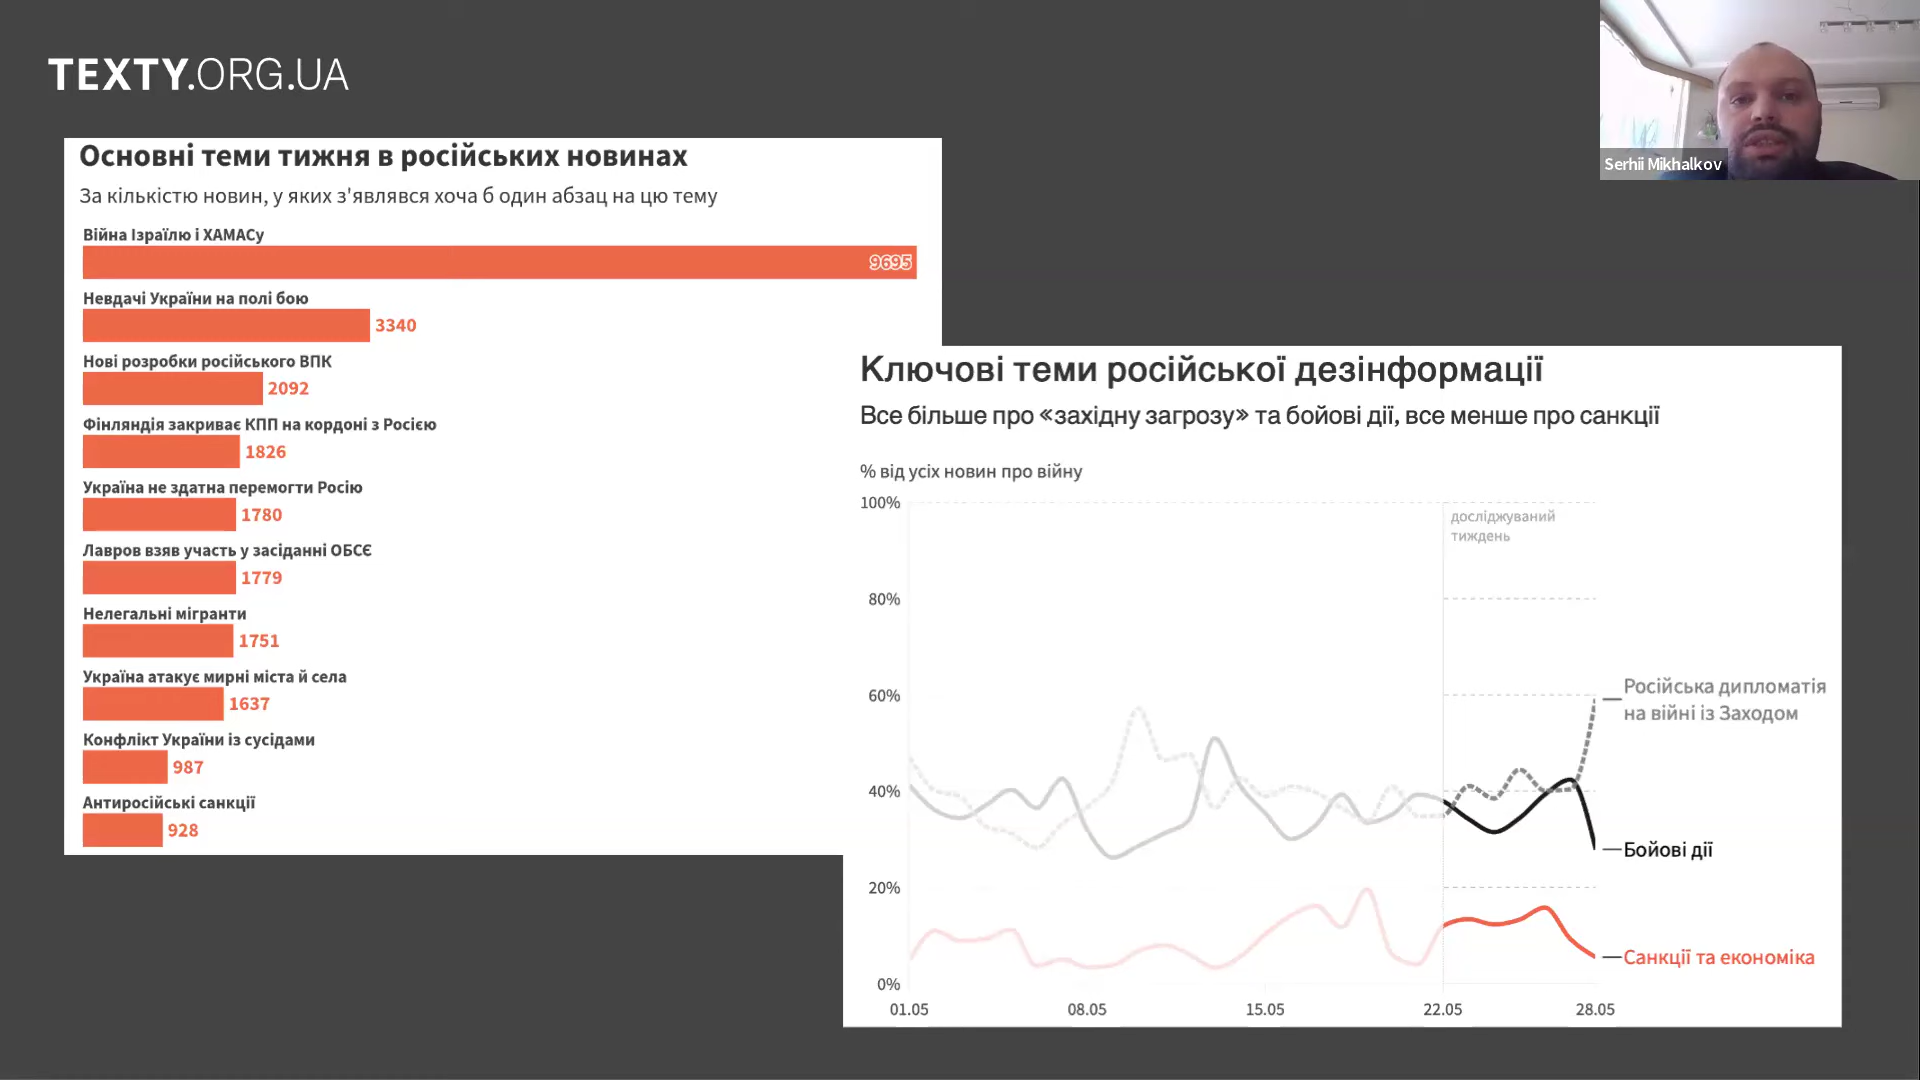 TEXTY.ORG.UA
Serhii Mikhalkov
Основні теми тижня в російських новинах
За кількістю новин, у яких з'являвся хоча б один абзац на цю тему
Війна Ізраїлю і ХАМАСу
9695
Невдачі України на полі бою
3340
Нові розробки російського ВПК
2092
Фінляндія закриває КПП на кордоні з Росією
1826
Україна не здатна перемогти Росію
1780
Лавров взяв участь у засіданні ОБСЄ
1779
Нелегальні мігранти
1751
Україна атакує мирні міста й села
1637
Конфлікт України із сусідами
987
Антиросійські санкції
928
Ключові теми російської дезінформації
Все більше про «західну загрозу» та бойові дії, все менше про санкції
% від усіх новин про війну
100%
досліджуваний
тиждень
80%
60%
Російська дипломатія
на війні із Заходом
40%
Бойові дії
20%
Санкції та економіка
0%
01.05 08.05 15.05 22.05 28.05